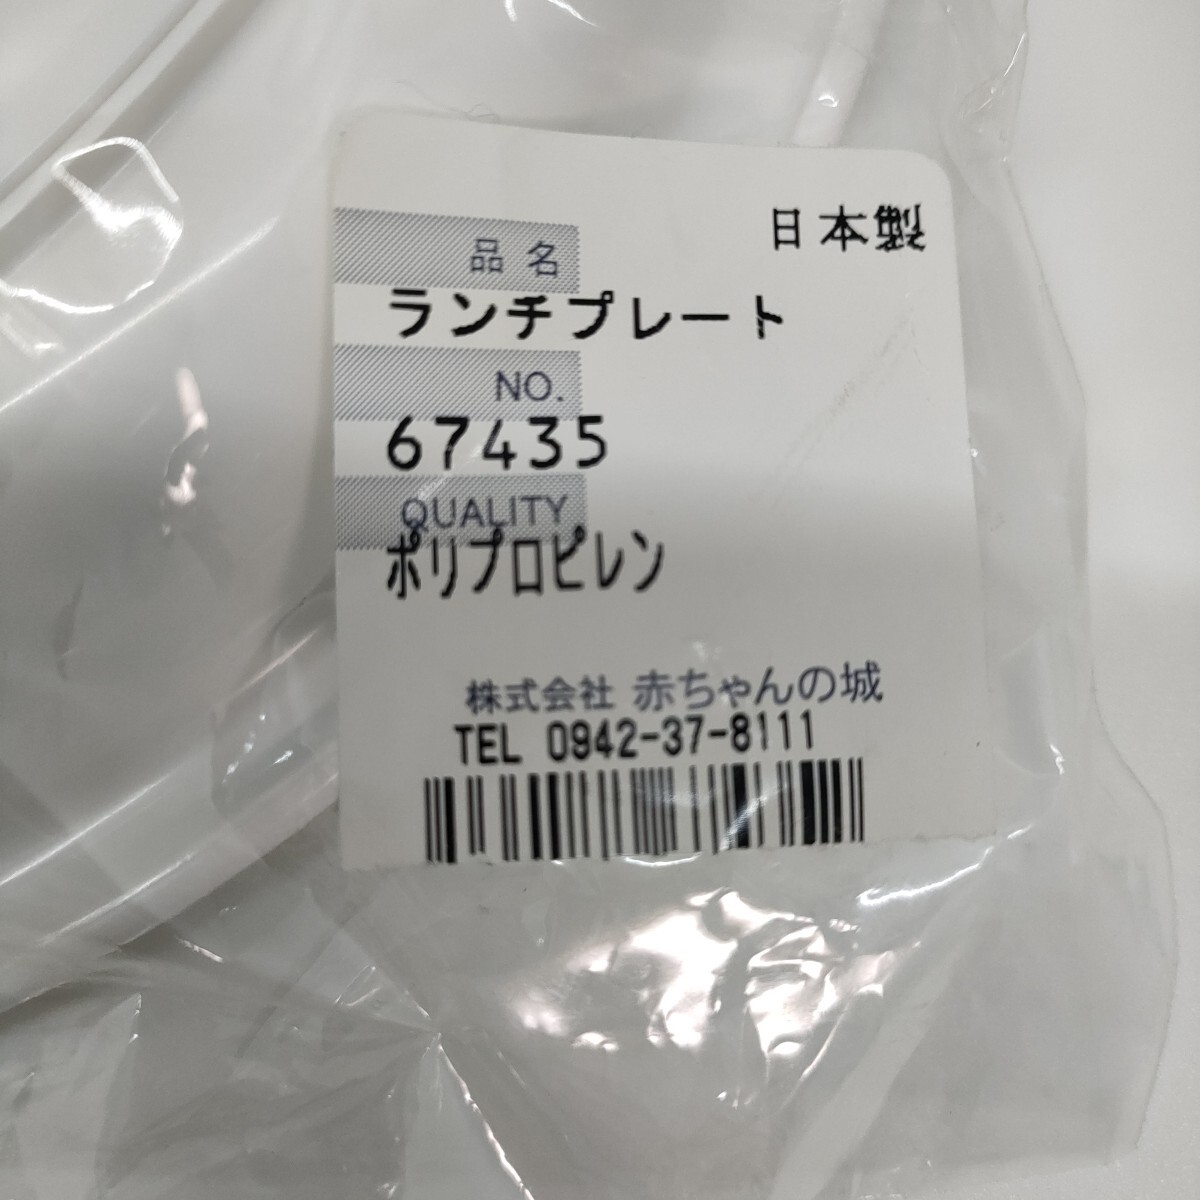 日本製
品名
ランチプレート
NO.
67435
QUALITY
ポリプロピレン
株式会社 赤ちゃんの城
TEL 0942-37-8111